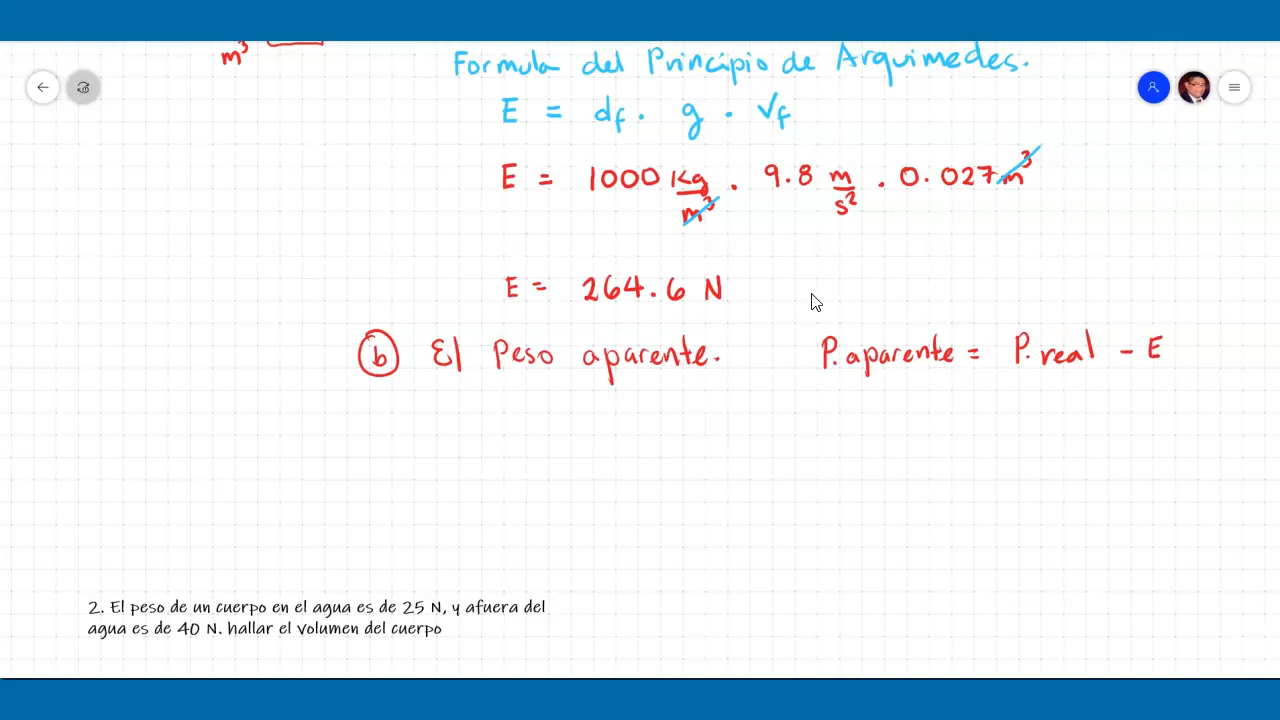 m³
Formula del Principio de Arquimedes.
E = df . g . Vf
E = 1000 Kg/m³ . 9.8 m/s² . 0.027 m³
E = 264.6 N
b El Peso aparente. P. aparente = P. real - E
2. El peso de un cuerpo en el agua es de 25 N, y afuera del
agua es de 40 N. hallar el volumen del cuerpo